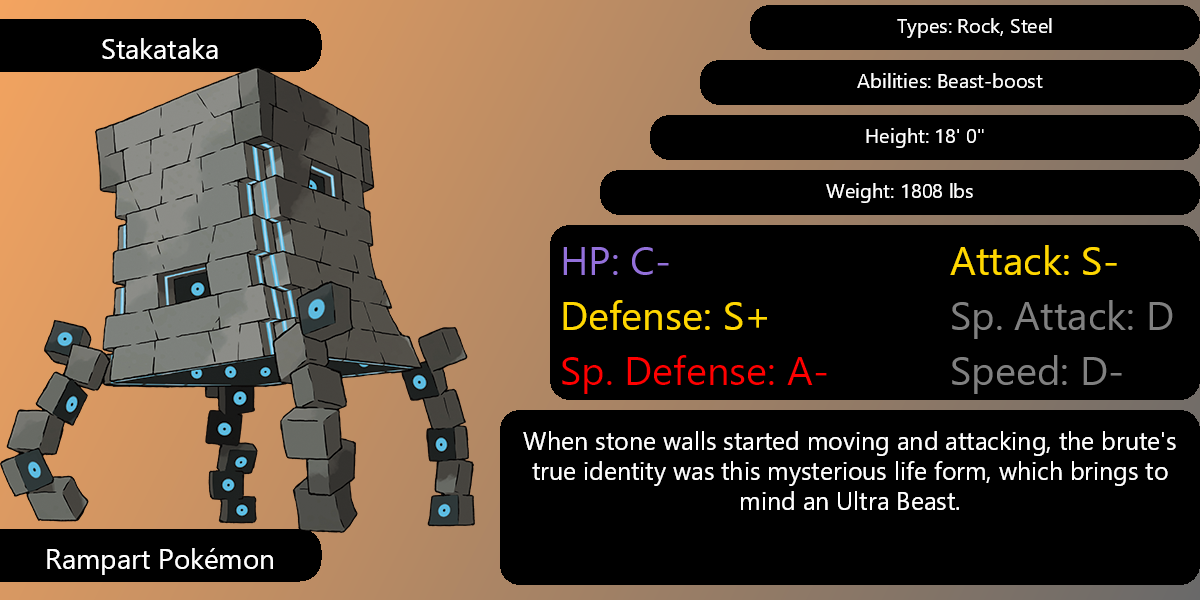 Stakataka
Types: Rock, Steel
Abilities: Beast-boost
Height: 18' 0"
Weight: 1808 lbs
HP: C-
Attack: S-
Defense: S+
Sp. Attack: D
Sp. Defense: A-
Speed: D-
When stone walls started moving and attacking, the brute's
true identity was this mysterious life form, which brings to
mind an Ultra Beast.
Rampart Pokémon